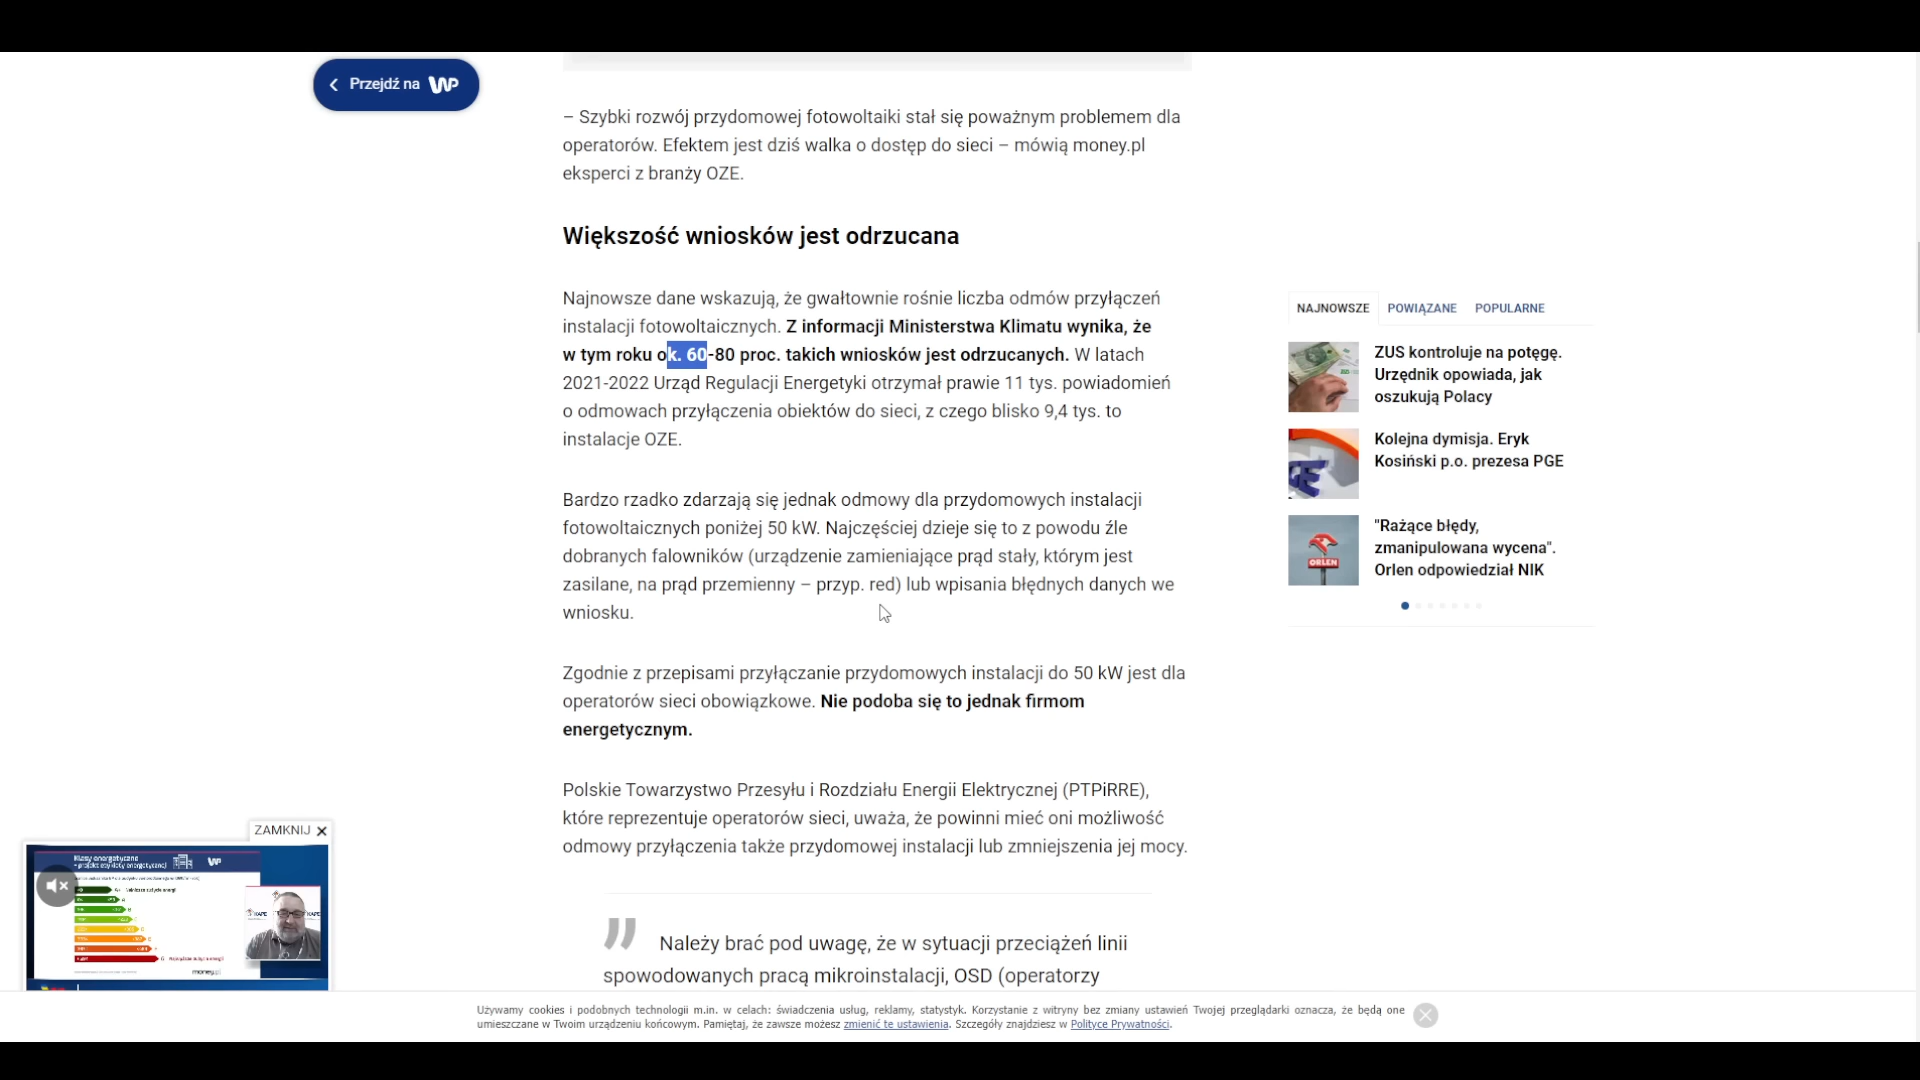 Przejdź na WP
– Szybki rozwój przydomowej fotowoltaiki stał się poważnym problemem dla
operatorów. Efektem jest dziś walka o dostęp do sieci – mówią money.pl
eksperci z branży OZE.
Większość wniosków jest odrzucana
Najnowsze dane wskazują, że gwałtownie rośnie liczba odmów przyłączeń
instalacji fotowoltaicznych. Z informacji Ministerstwa Klimatu wynika, że
w tym roku ok. 60-80 proc. takich wniosków jest odrzucanych. W latach
2021-2022 Urząd Regulacji Energetyki otrzymał prawie 11 tys. powiadomień
o odmowach przyłączenia obiektów do sieci, z czego blisko 9,4 tys. to
instalacje OZE.
Bardzo rzadko zdarzają się jednak odmowy dla przydomowych instalacji
fotowoltaicznych poniżej 50 kW. Najczęściej dzieje się to z powodu źle
dobranych falowników (urządzenie zamieniające prąd stały, którym jest
zasilane, na prąd przemienny – przyp. red) lub wpisania błędnych danych we
wniosku.
Zgodnie z przepisami przyłączanie przydomowych instalacji do 50 kW jest dla
operatorów sieci obowiązkowe. Nie podoba się to jednak firmom
energetycznym.
Polskie Towarzystwo Przesyłu i Rozdziału Energii Elektrycznej (PTPiRRE),
które reprezentuje operatorów sieci, uważa, że powinni mieć oni możliwość
odmowy przyłączenia także przydomowej instalacji lub zmniejszenia jej mocy.
Należy brać pod uwagę, że w sytuacji przeciążeń linii
spowodowanych pracą mikroinstalacji, OSD (operatorzy
NAJNOWSZE POWIĄZANE POPULARNE
ZUS kontroluje na potęgę.
Urzędnik opowiada, jak
oszukują Polacy
Kolejna dymisja. Eryk
Kosiński p.o. prezesa PGE
"Rażące błędy,
zmanipulowana wycena".
Orlen odpowiedział NIK
ORLEN
ZAMKNIJ
Klasy energetyczne
– projekt etykiety energetycznej
WP
KAPE
money.pl
Używamy cookies i podobnych technologii m.in. w celach: świadczenia usług, reklamy, statystyk. Korzystanie z witryny bez zmiany ustawień Twojej przeglądarki oznacza, że będą one
umieszczane w Twoim urządzeniu końcowym. Pamiętaj, że zawsze możesz zmienić te ustawienia. Szczegóły znajdziesz w Polityce Prywatności.